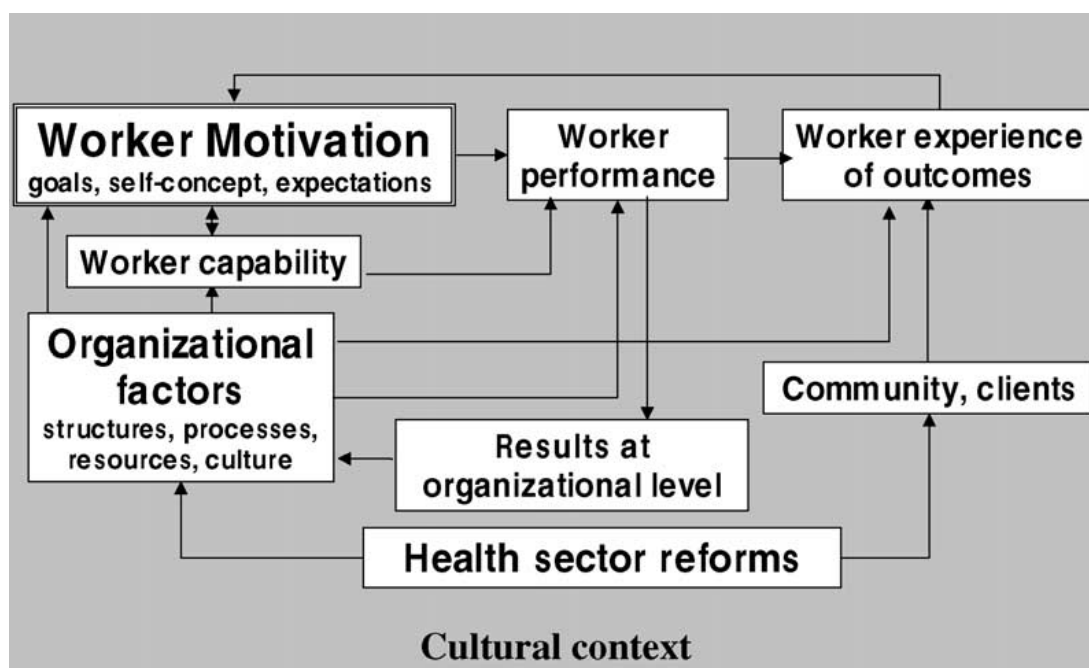 Worker Motivation
goals, self-concept, expectations
Worker
performance
Worker experience
of outcomes
Worker capability
Organizational
factors
structures, processes,
resources, culture
Community, clients
Results at
organizational level
Health sector reforms
Cultural context